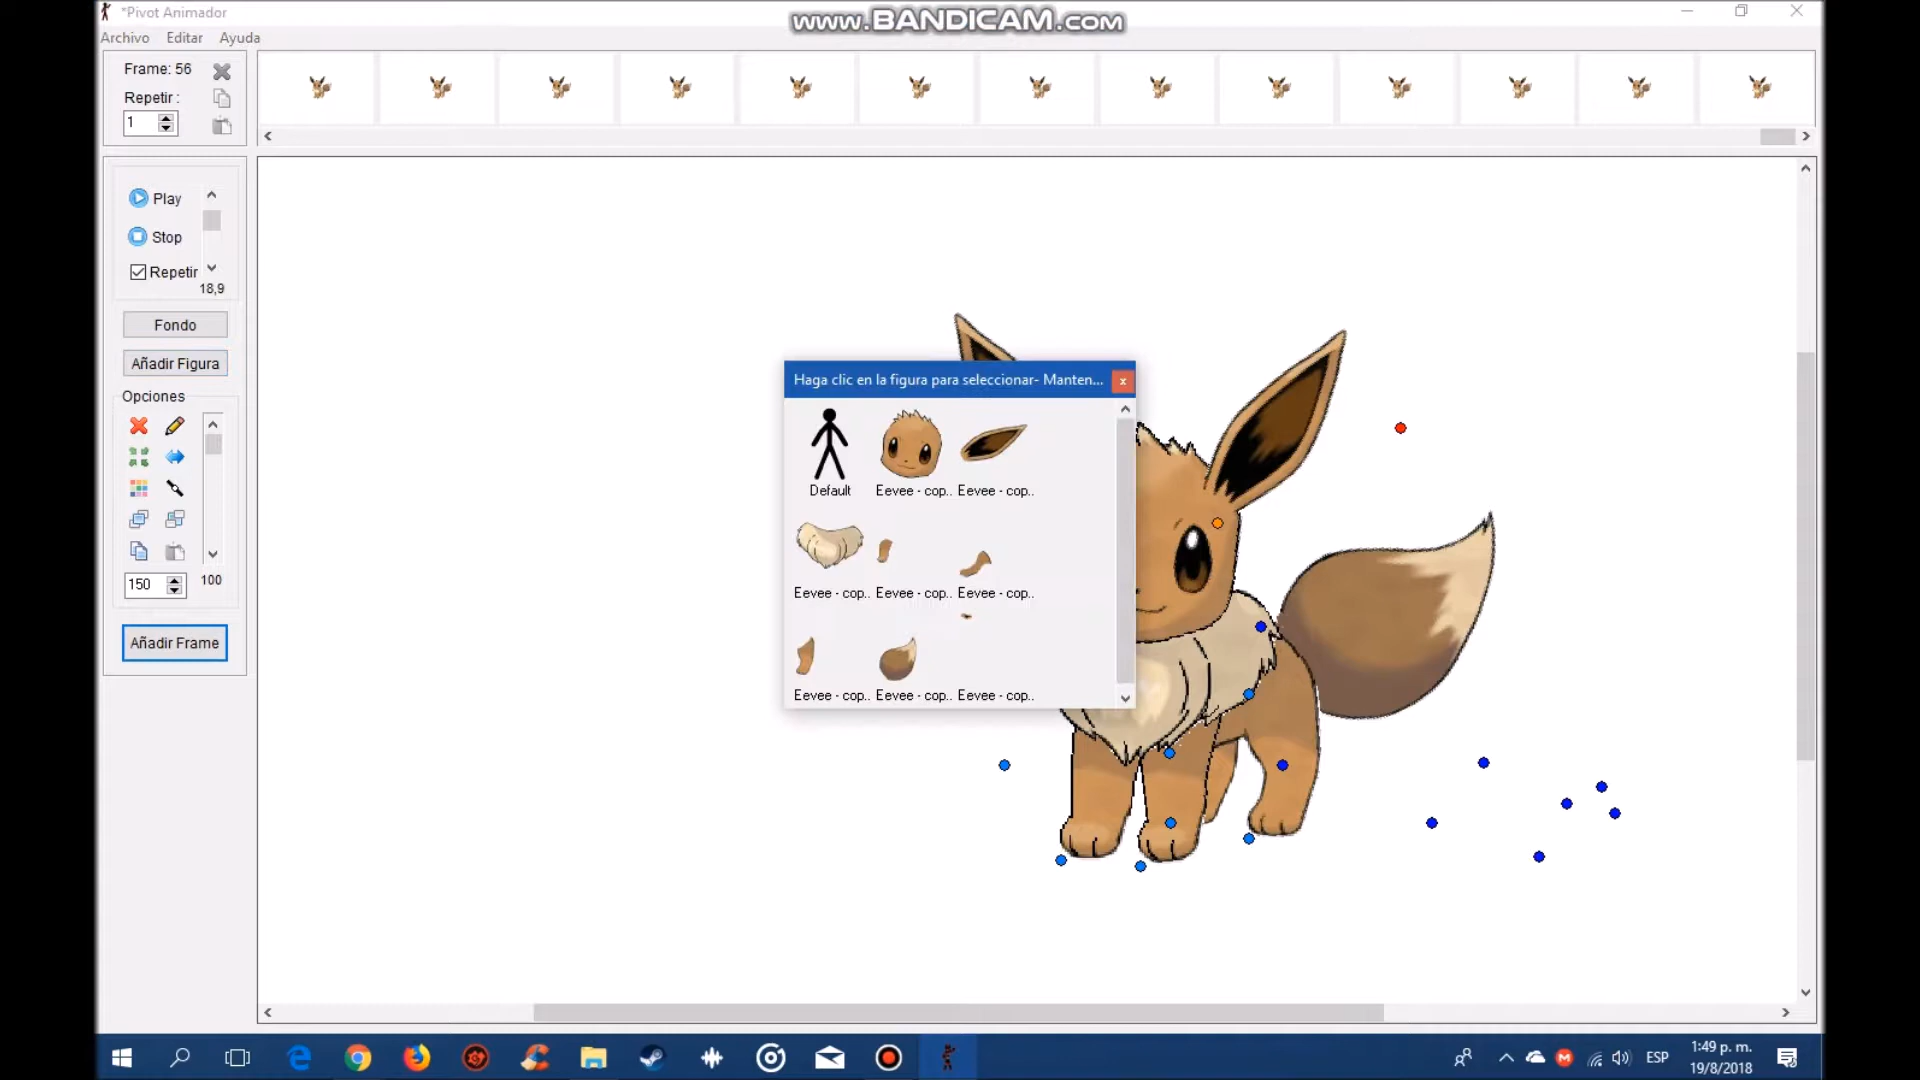 *Pivot Animador
www.BANDICAM.com
Archivo Editar Ayuda
Frame: 56
Repetir :
1
Play
Stop
Repetir
18,9
Fondo
Añadir Figura
Opciones
150
100
Añadir Frame
Haga clic en la figura para seleccionar- Manten...
Default Eevee - cop.. Eevee - cop..
Eevee - cop.. Eevee - cop.. Eevee - cop..
Eevee - cop.. Eevee - cop.. Eevee - cop..
ESP
1:49 p. m.
19/8/2018